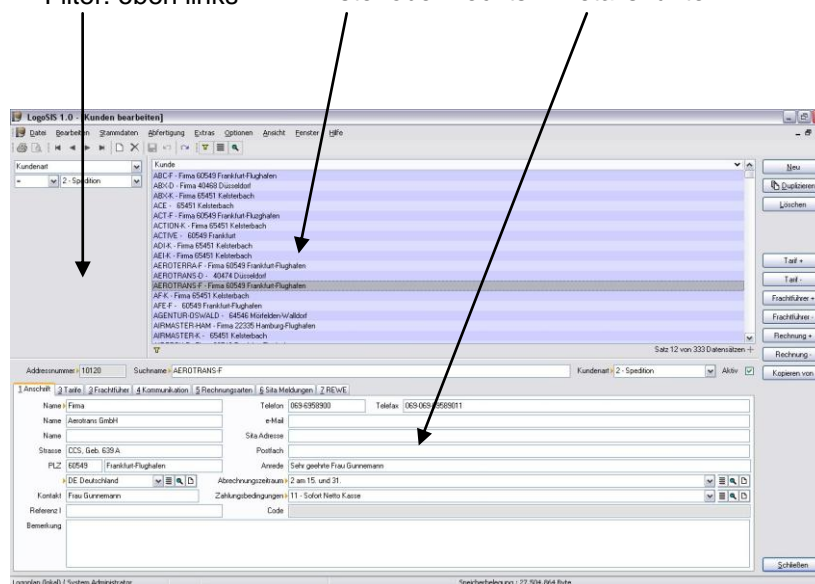 Filter: oben links
LogoSIS 1.0 - [Kunden bearbeiten]
Datei Bearbeiten Stammdaten Abfertigung Extras Optionen Ansicht Fenster Hilfe
Kundenart
= 2 - Spedition
Kunde
ABC-F - Firma 60549 Frankfurt-Flughafen
ABX-D - Firma 40468 Düsseldorf
ABX-K - Firma 65451 Kelsterbach
ACE - 65451 Kelsterbach
ACT-F - Firma 60549 Frankfurt-Fluzghafen
ACTION-K - Firma 65451 Kelsterbach
ACTIVE - 60549 Frankfurt
ADI-K - Firma 65451 Kelsterbach
AEI-K - Firma 65451 Kelsterbach
AEROTERRA-F - Firma 60549 Frankfurt-Flughafen
AEROTRANS-D - 40474 Düsseldorf
AEROTRANS-F - Firma 60549 Frankfurt-Flughafen
AF-K - Firma 65451 Kelsterbach
AFE-F - 60549 Frankfurt-Flughafen
AGENTUR-OSWALD - 64546 Mörfelden-Walldorf
AIRMASTER-HAM - Firma 22335 Hamburg-Flughafen
AIRMASTER-K - 65451 Kelsterbach
Satz 12 von 333 Datensätzen
Neu
Duplizieren
Löschen
Tarif +
Tarif -
Frachtführer +
Frachtführer -
Rechnung +
Rechnung -
Kopieren von
Adressnummer 10120 Suchname AEROTRANS-F Kundenart 2 - Spedition Aktiv
1 Anschrift 2 Tarife 3 Frachtführer 4 Kommunikation 5 Rechnungsarten 6 Sita Meldungen 7 REWE
Name Firma Telefon 069-6958900 Telefax 069-069-69589011
Name Aerotrans GmbH e-Mail
Name Sita Adresse
Strasse CCS, Geb. 639 A Postfach
PLZ 60549 Frankfurt-Flughafen Anrede Sehr geehrte Frau Gunnemann
DE Deutschland Abrechnungszeitraum 2 am 15. und 31.
Kontakt Frau Gunnemann Zahlungsbedingungen 11 - Sofort Netto Kasse
Referenz I Code
Bemerkung
Schließen
Logoplan (lokal) / System Administrator Speicherbelegung : 27.504.864 Byte